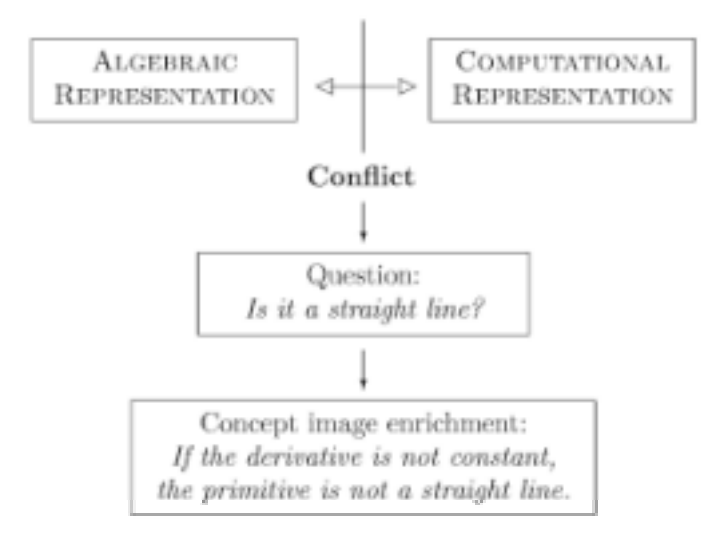 ALGEBRAIC
REPRESENTATION
COMPUTATIONAL
REPRESENTATION
Conflict
Question:
Is it a straight line?
Concept image enrichment:
If the derivative is not constant,
the primitive is not a straight line.